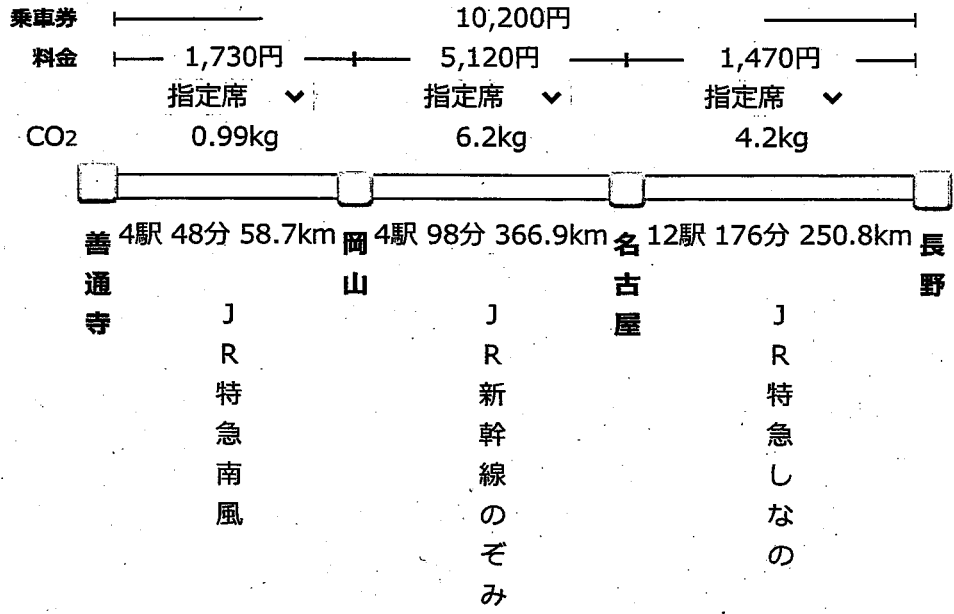 乗車券 10,200円
料金 1,730円 5,120円 1,470円
指定席 指定席 指定席
CO2 0.99kg 6.2kg 4.2kg
4駅 48分 58.7km 4駅 98分 366.9km 12駅 176分 250.8km
善通寺
岡山
名古屋
長野
JR特急南風
JR新幹線のぞみ
JR特急しなの